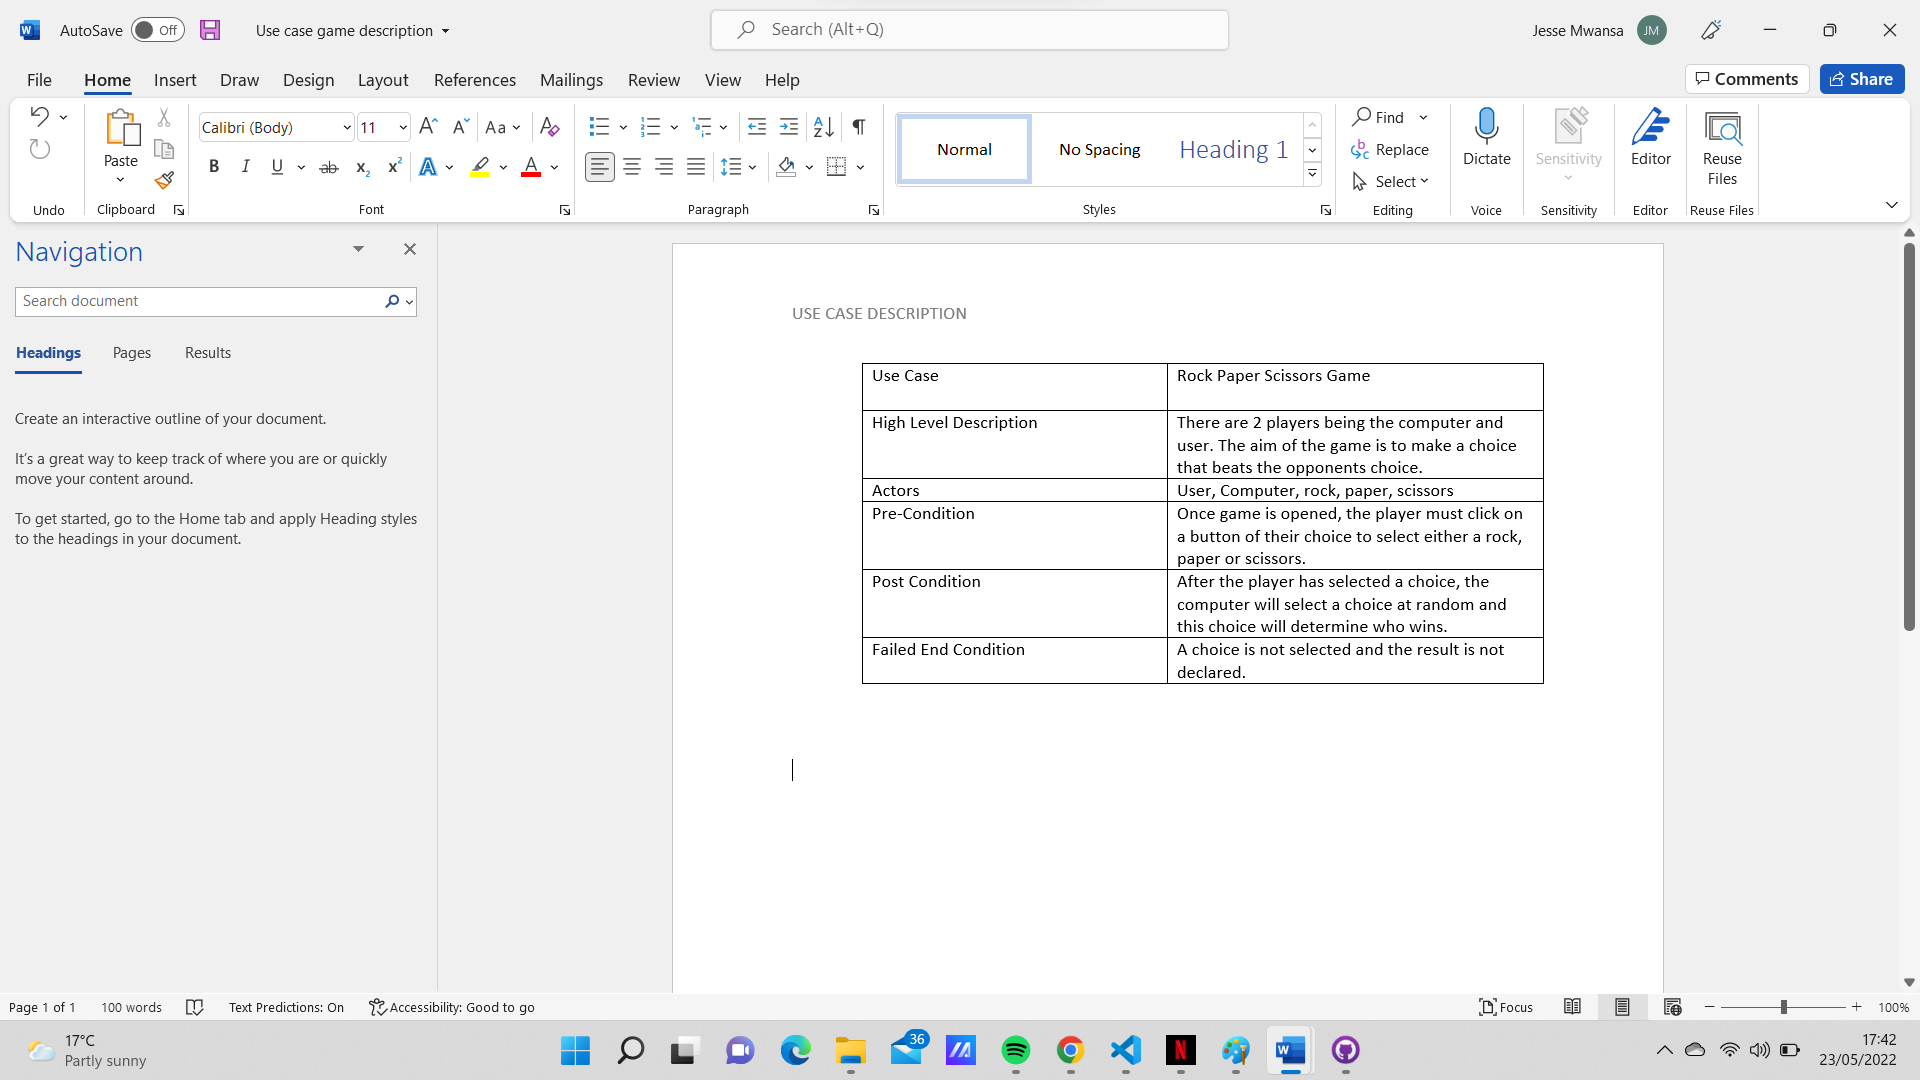 AutoSave Off Use case game description Search (Alt+Q) Jesse Mwansa JM
File Home Insert Draw Design Layout References Mailings Review View Help Comments Share
Paste
Calibri (Body) 11
Normal
No Spacing
Heading 1
Find
Replace
Select
Dictate
Sensitivity
Editor
Reuse
Files
Undo Clipboard Font Paragraph Styles Editing Voice Sensitivity Editor Reuse Files
Navigation
Search document
Headings Pages Results
Create an interactive outline of your document.
It's a great way to keep track of where you are or quickly
move your content around.
To get started, go to the Home tab and apply Heading styles
to the headings in your document.
USE CASE DESCRIPTION
Use Case
Rock Paper Scissors Game
High Level Description
There are 2 players being the computer and
user. The aim of the game is to make a choice
that beats the opponents choice.
Actors
User, Computer, rock, paper, scissors
Pre-Condition
Once game is opened, the player must click on
a button of their choice to select either a rock,
paper or scissors.
Post Condition
After the player has selected a choice, the
computer will select a choice at random and
this choice will determine who wins.
Failed End Condition
A choice is not selected and the result is not
declared.
Page 1 of 1 100 words Text Predictions: On Accessibility: Good to go Focus 100%
17°C
Partly sunny
36
17:42
23/05/2022